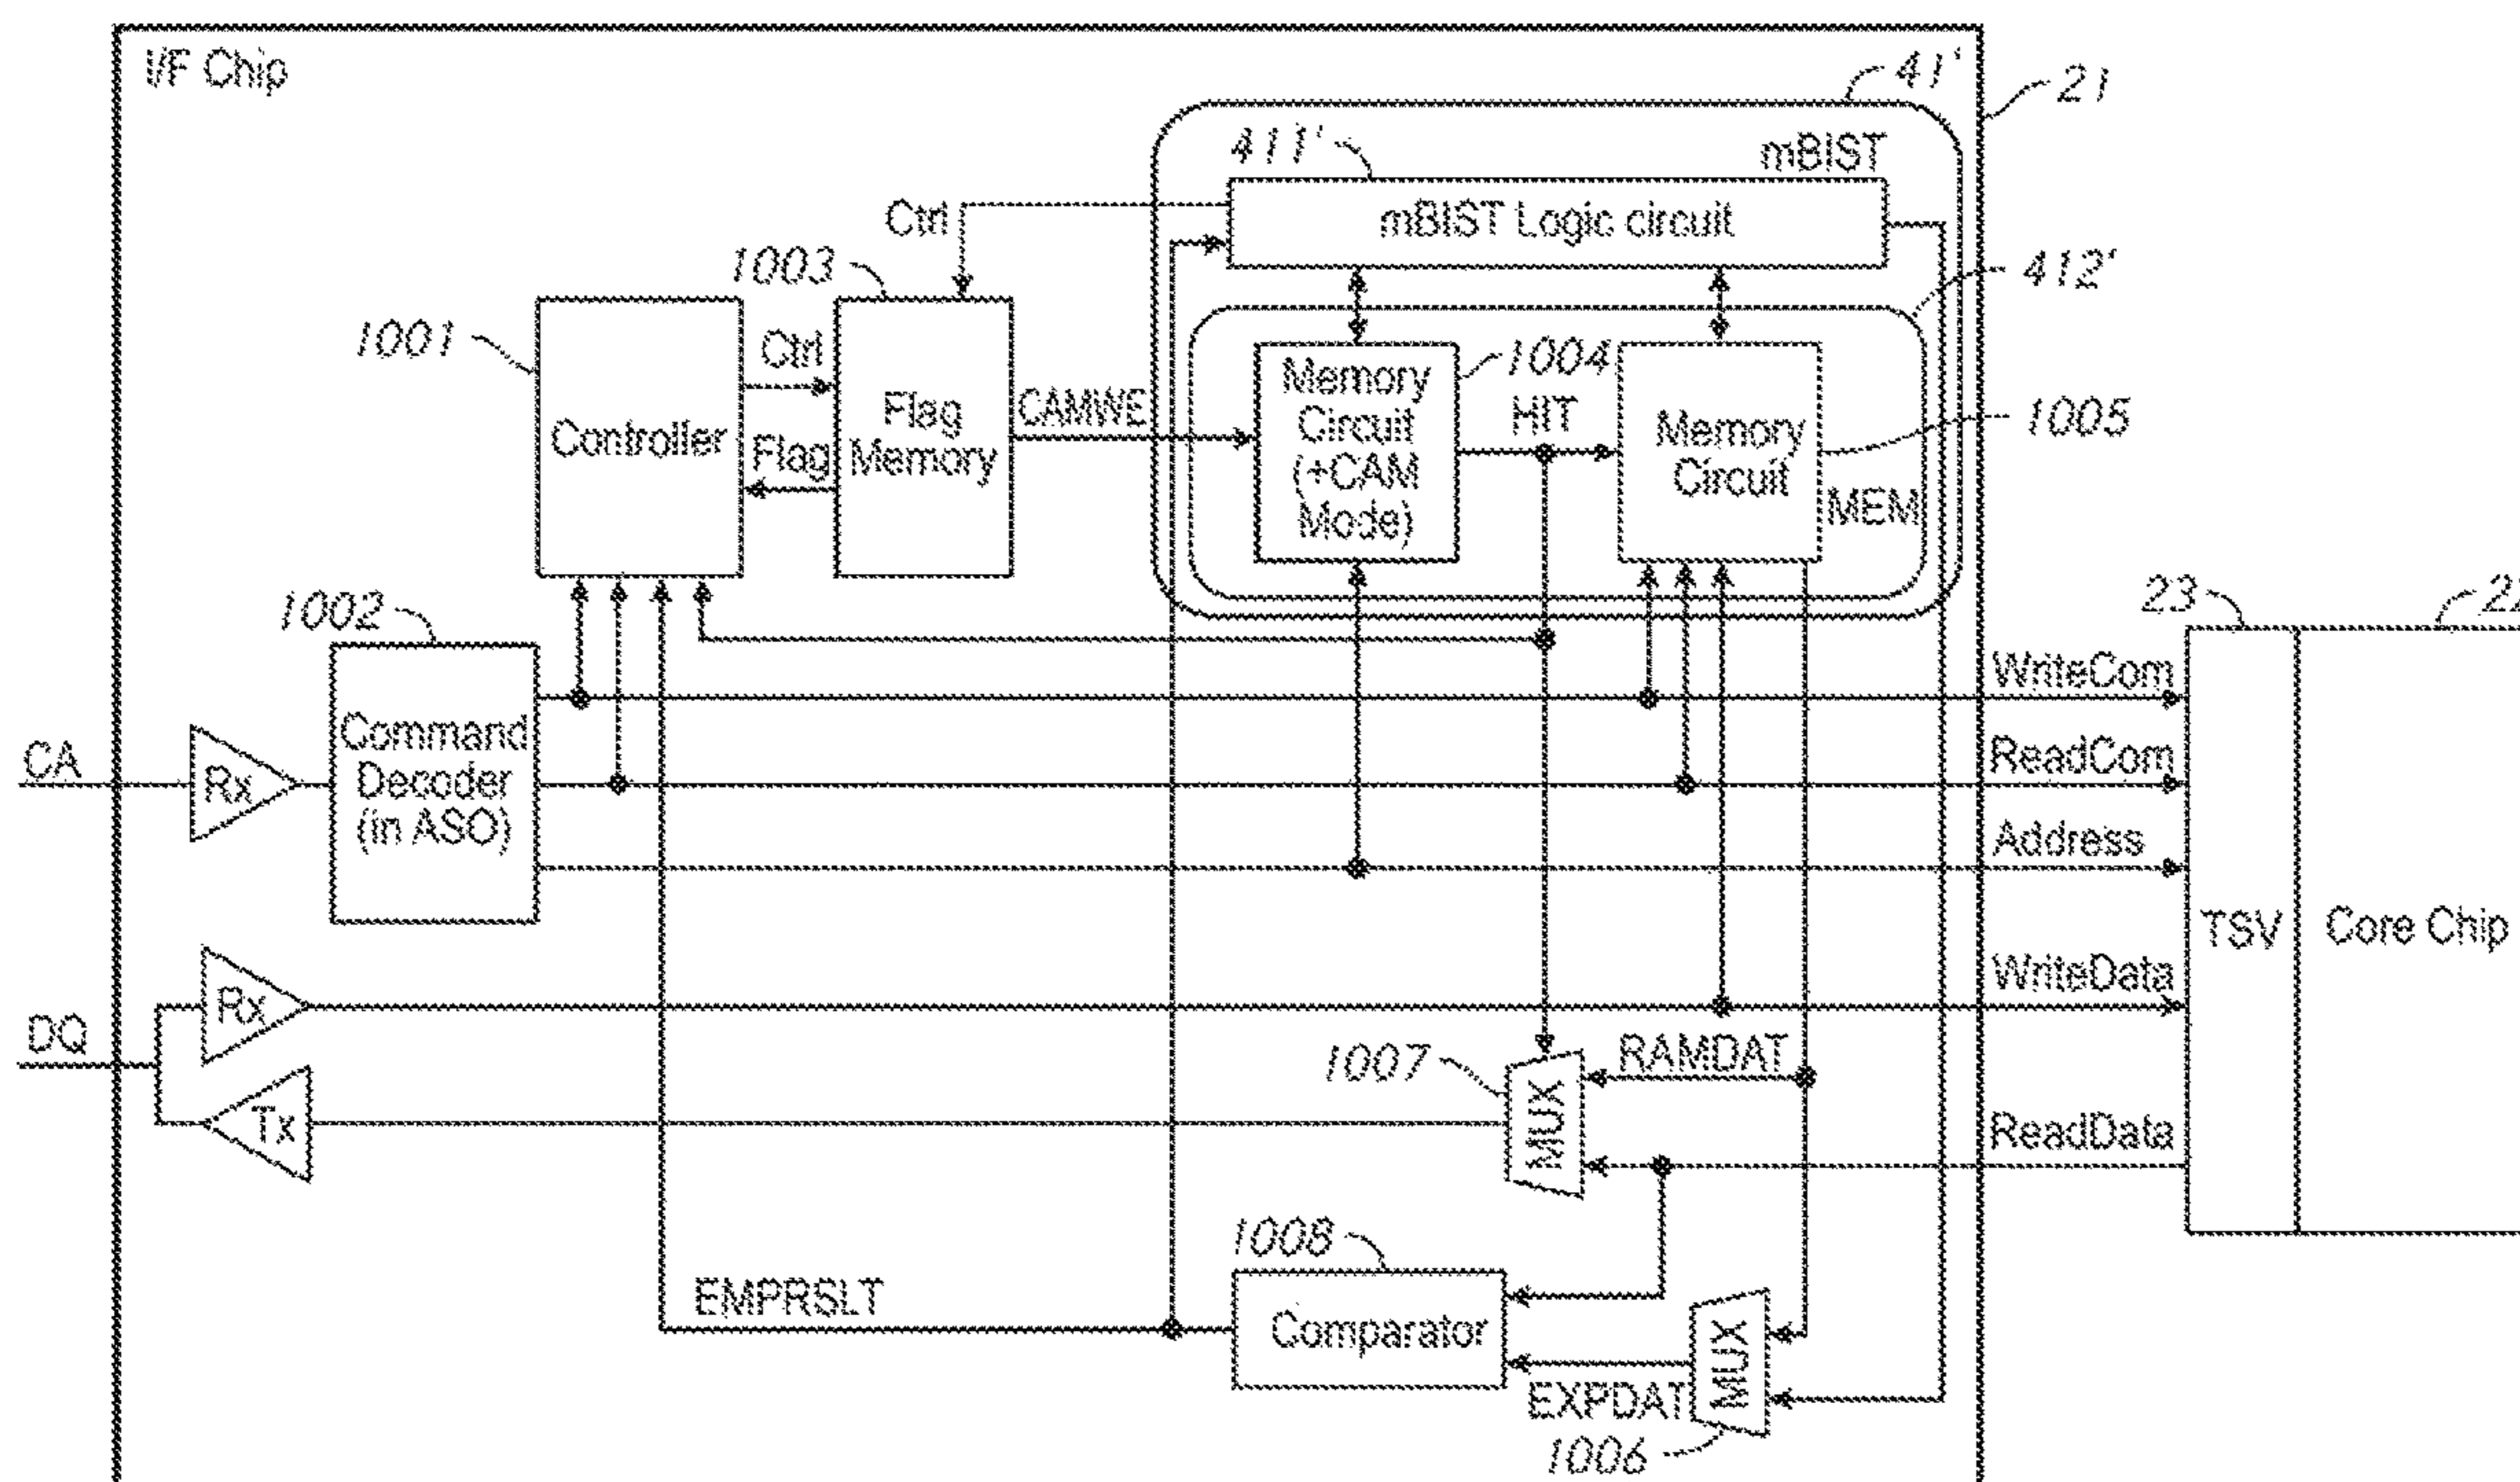 I/F Chip
41'
21
411'
mBIST
mBIST Logic circuit
Ctrl
412'
1003
1001
Ctrl
Flag
Controller
Flag
Memory
CAMWE
Memory
Circuit
(+CAM
Mode)
1004
HIT
Memory
Circuit
1005
MEM
1002
23
22
WriteCom
Command
Decoder
(in ASO)
CA
Rx
ReadCom
Address
TSV
Core Chip
WriteData
Rx
DQ
1007
RAMDAT
MUX
Tx
ReadData
1008
EMPRSLT
Comparator
MUX
EXPDAT
1006